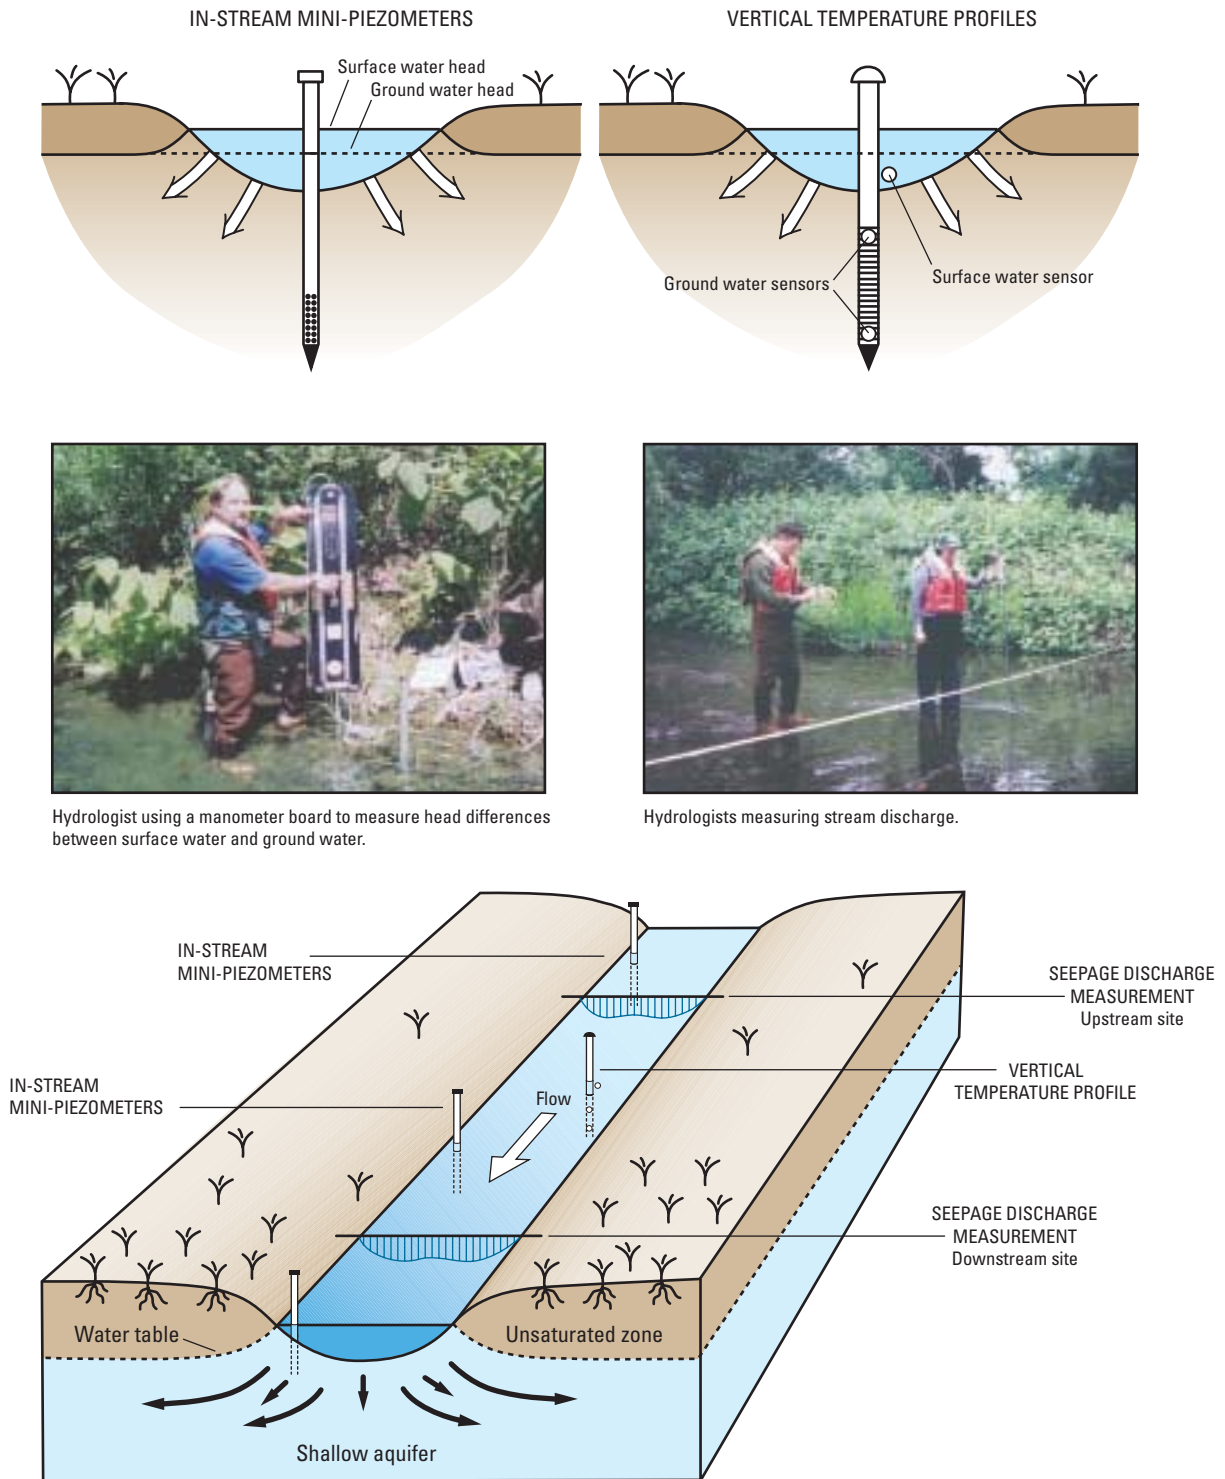 IN-STREAM MINI-PIEZOMETERS
VERTICAL TEMPERATURE PROFILES
Surface water head
Ground water head
Ground water sensors
Surface water sensor
Hydrologist using a manometer board to measure head differences
between surface water and ground water.
Hydrologists measuring stream discharge.
IN-STREAM
MINI-PIEZOMETERS
SEEPAGE DISCHARGE
MEASUREMENT
Upstream site
IN-STREAM
MINI-PIEZOMETERS
VERTICAL
TEMPERATURE PROFILE
Flow
SEEPAGE DISCHARGE
MEASUREMENT
Downstream site
Water table
Unsaturated zone
Shallow aquifer